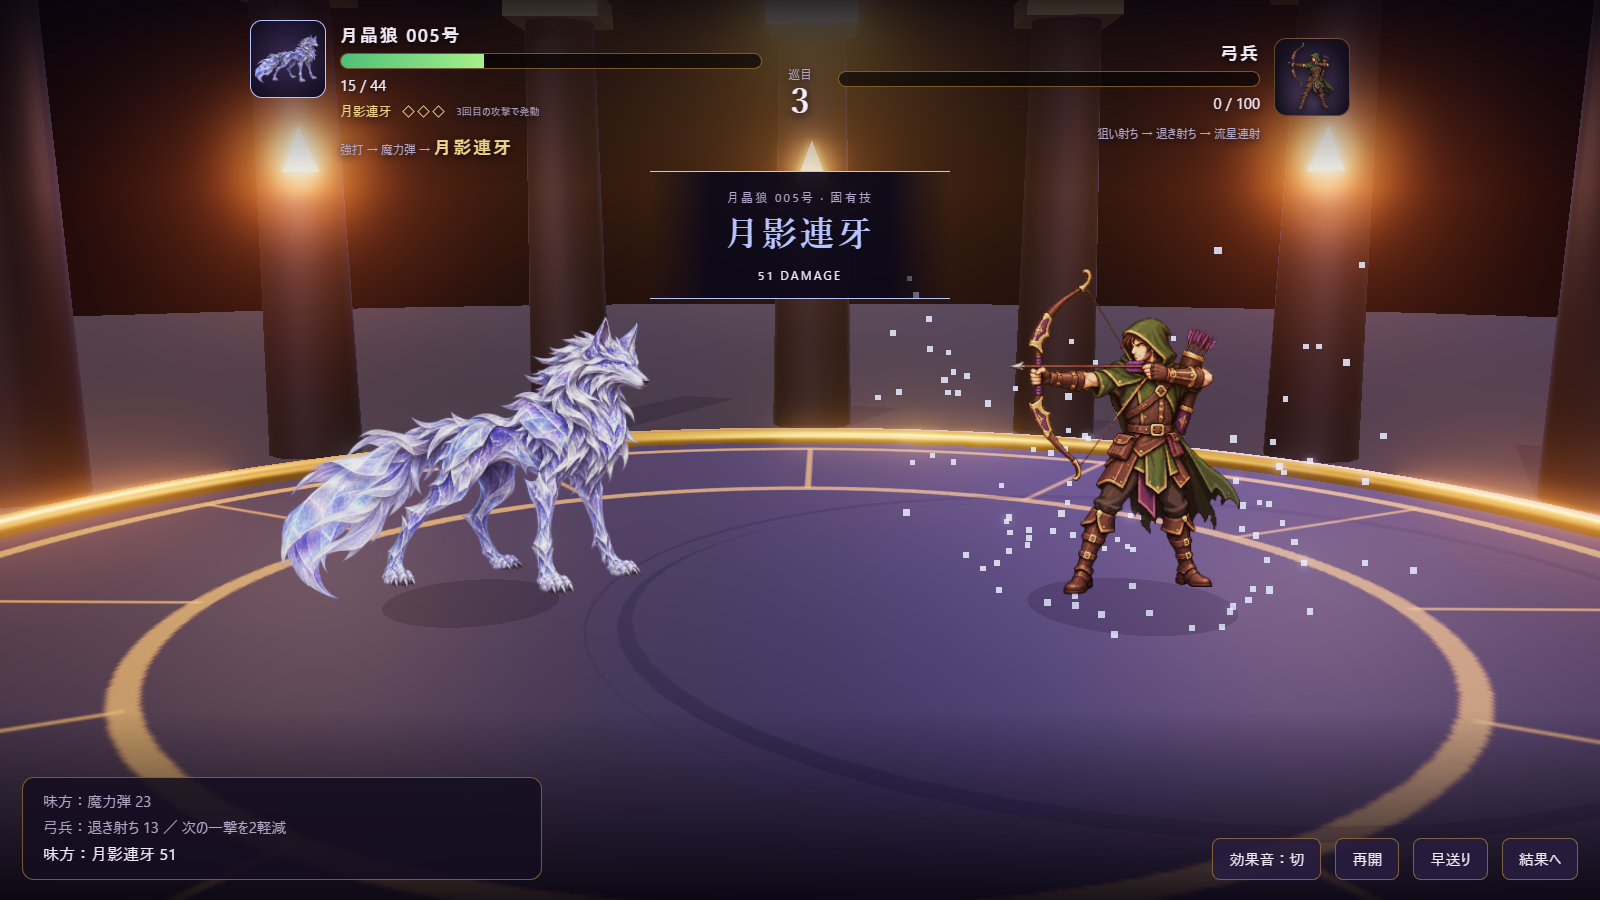 月晶狼 005号
15 / 44
月影連牙 ◇◇◇ 3回目の攻撃で発動
強打 → 魔力弾 → 月影連牙
巡目
3
弓兵
0 / 100
狙い射ち → 退き射ち → 流星連射
月晶狼 005号 · 固有技
月影連牙
51 DAMAGE
味方：魔力弾 23
弓兵：退き射ち 13 ／ 次の一撃を2軽減
味方：月影連牙 51
効果音：切
再開
早送り
結果へ